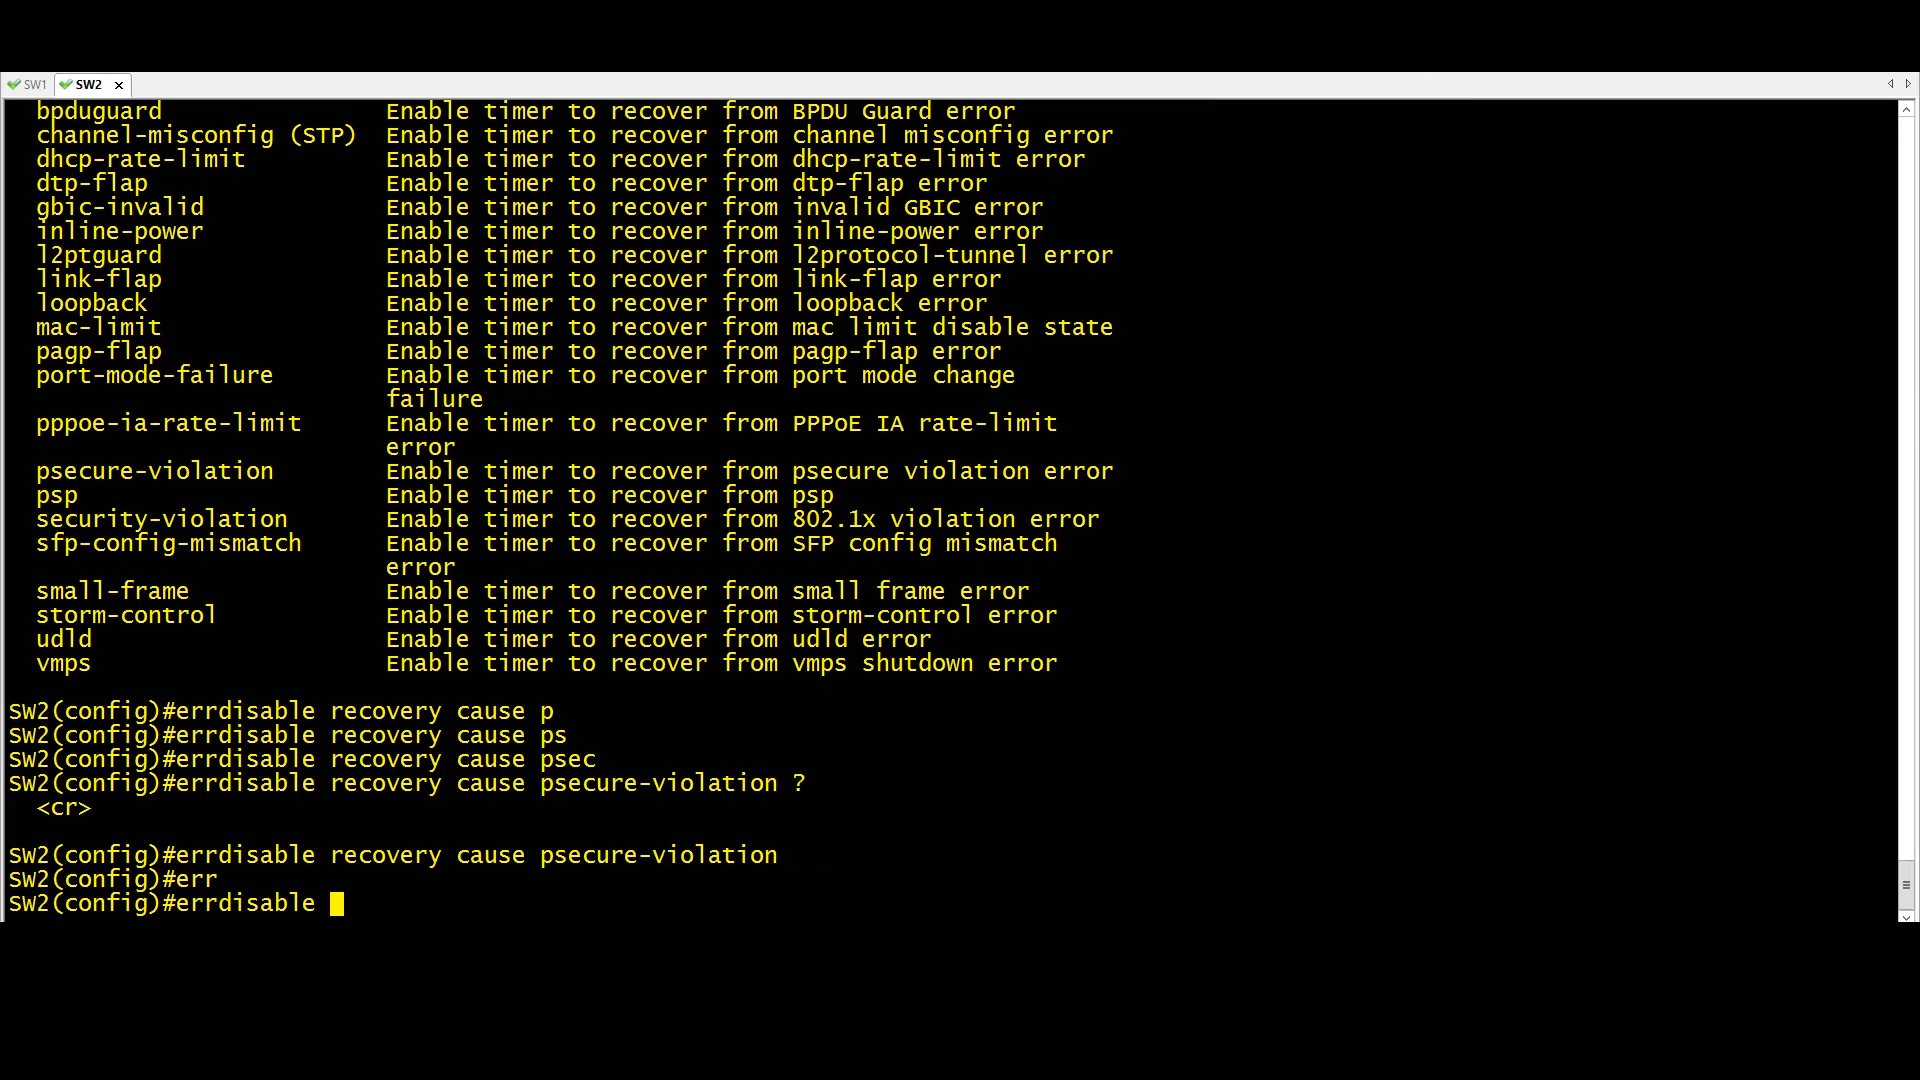 SW1 SW2
bpduguard Enable timer to recover from BPDU Guard error
channel-misconfig (STP) Enable timer to recover from channel misconfig error
dhcp-rate-limit Enable timer to recover from dhcp-rate-limit error
dtp-flap Enable timer to recover from dtp-flap error
gbic-invalid Enable timer to recover from invalid GBIC error
inline-power Enable timer to recover from inline-power error
l2ptguard Enable timer to recover from l2protocol-tunnel error
link-flap Enable timer to recover from link-flap error
loopback Enable timer to recover from loopback error
mac-limit Enable timer to recover from mac limit disable state
pagp-flap Enable timer to recover from pagp-flap error
port-mode-failure Enable timer to recover from port mode change
failure
pppoe-ia-rate-limit Enable timer to recover from PPPoE IA rate-limit
error
psecure-violation Enable timer to recover from psecure violation error
psp Enable timer to recover from psp
security-violation Enable timer to recover from 802.1x violation error
sfp-config-mismatch Enable timer to recover from SFP config mismatch
error
small-frame Enable timer to recover from small frame error
storm-control Enable timer to recover from storm-control error
udld Enable timer to recover from udld error
vmps Enable timer to recover from vmps shutdown error
SW2(config)#errdisable recovery cause p
SW2(config)#errdisable recovery cause ps
SW2(config)#errdisable recovery cause psec
SW2(config)#errdisable recovery cause psecure-violation ?
<cr>
SW2(config)#errdisable recovery cause psecure-violation
SW2(config)#err
SW2(config)#errdisable